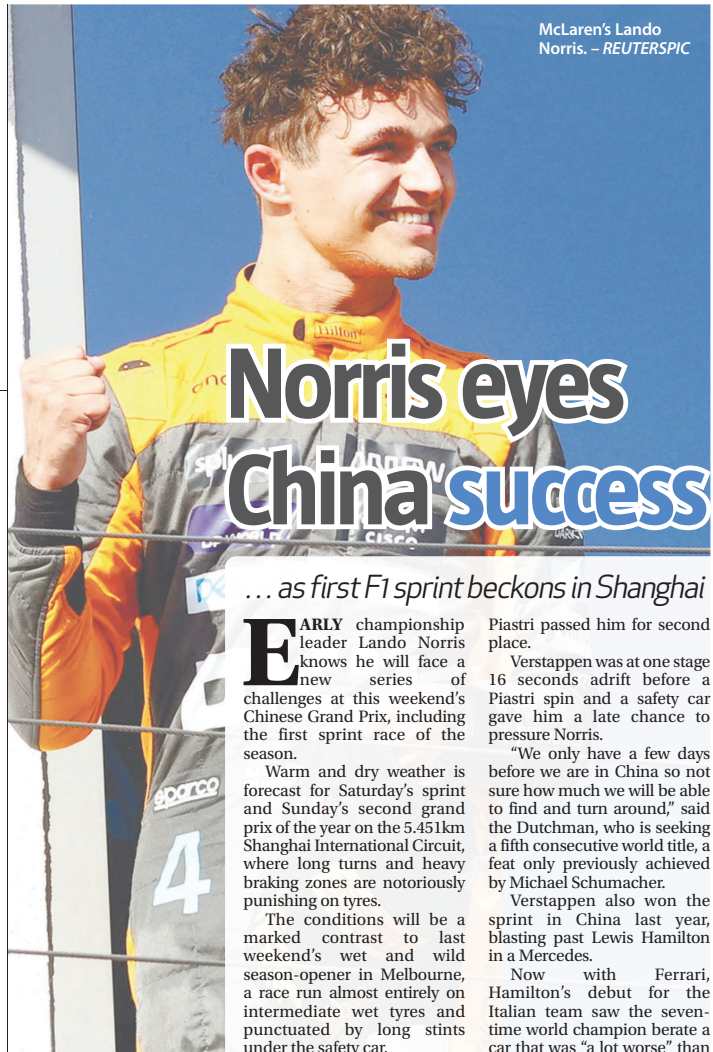 McLaren's Lando
Norris. – REUTERSPIC
Hilton
Norris eyes
China success
CISCO
DARK
… as first F1 sprint beckons in Shanghai
EARLY championship
leader Lando Norris
knows he will face a
new series of
challenges at this weekend's
Chinese Grand Prix, including
the first sprint race of the
season.
Warm and dry weather is
forecast for Saturday's sprint
and Sunday's second grand
prix of the year on the 5.451km
Shanghai International Circuit,
where long turns and heavy
braking zones are notoriously
punishing on tyres.
The conditions will be a
marked contrast to last
weekend's wet and wild
season-opener in Melbourne,
a race run almost entirely on
intermediate wet tyres and
punctuated by long stints
under the safety car.
Piastri passed him for second
place.
Verstappen was at one stage
16 seconds adrift before a
Piastri spin and a safety car
gave him a late chance to
pressure Norris.
"We only have a few days
before we are in China so not
sure how much we will be able
to find and turn around," said
the Dutchman, who is seeking
a fifth consecutive world title, a
feat only previously achieved
by Michael Schumacher.
Verstappen also won the
sprint in China last year,
blasting past Lewis Hamilton
in a Mercedes.
Now with Ferrari,
Hamilton's debut for the
Italian team saw the seven-
time world champion berate a
car that was "a lot worse" than
sparco
4